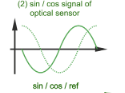 (2) sin / cos signal of
optical sensor
sin / cos / ref